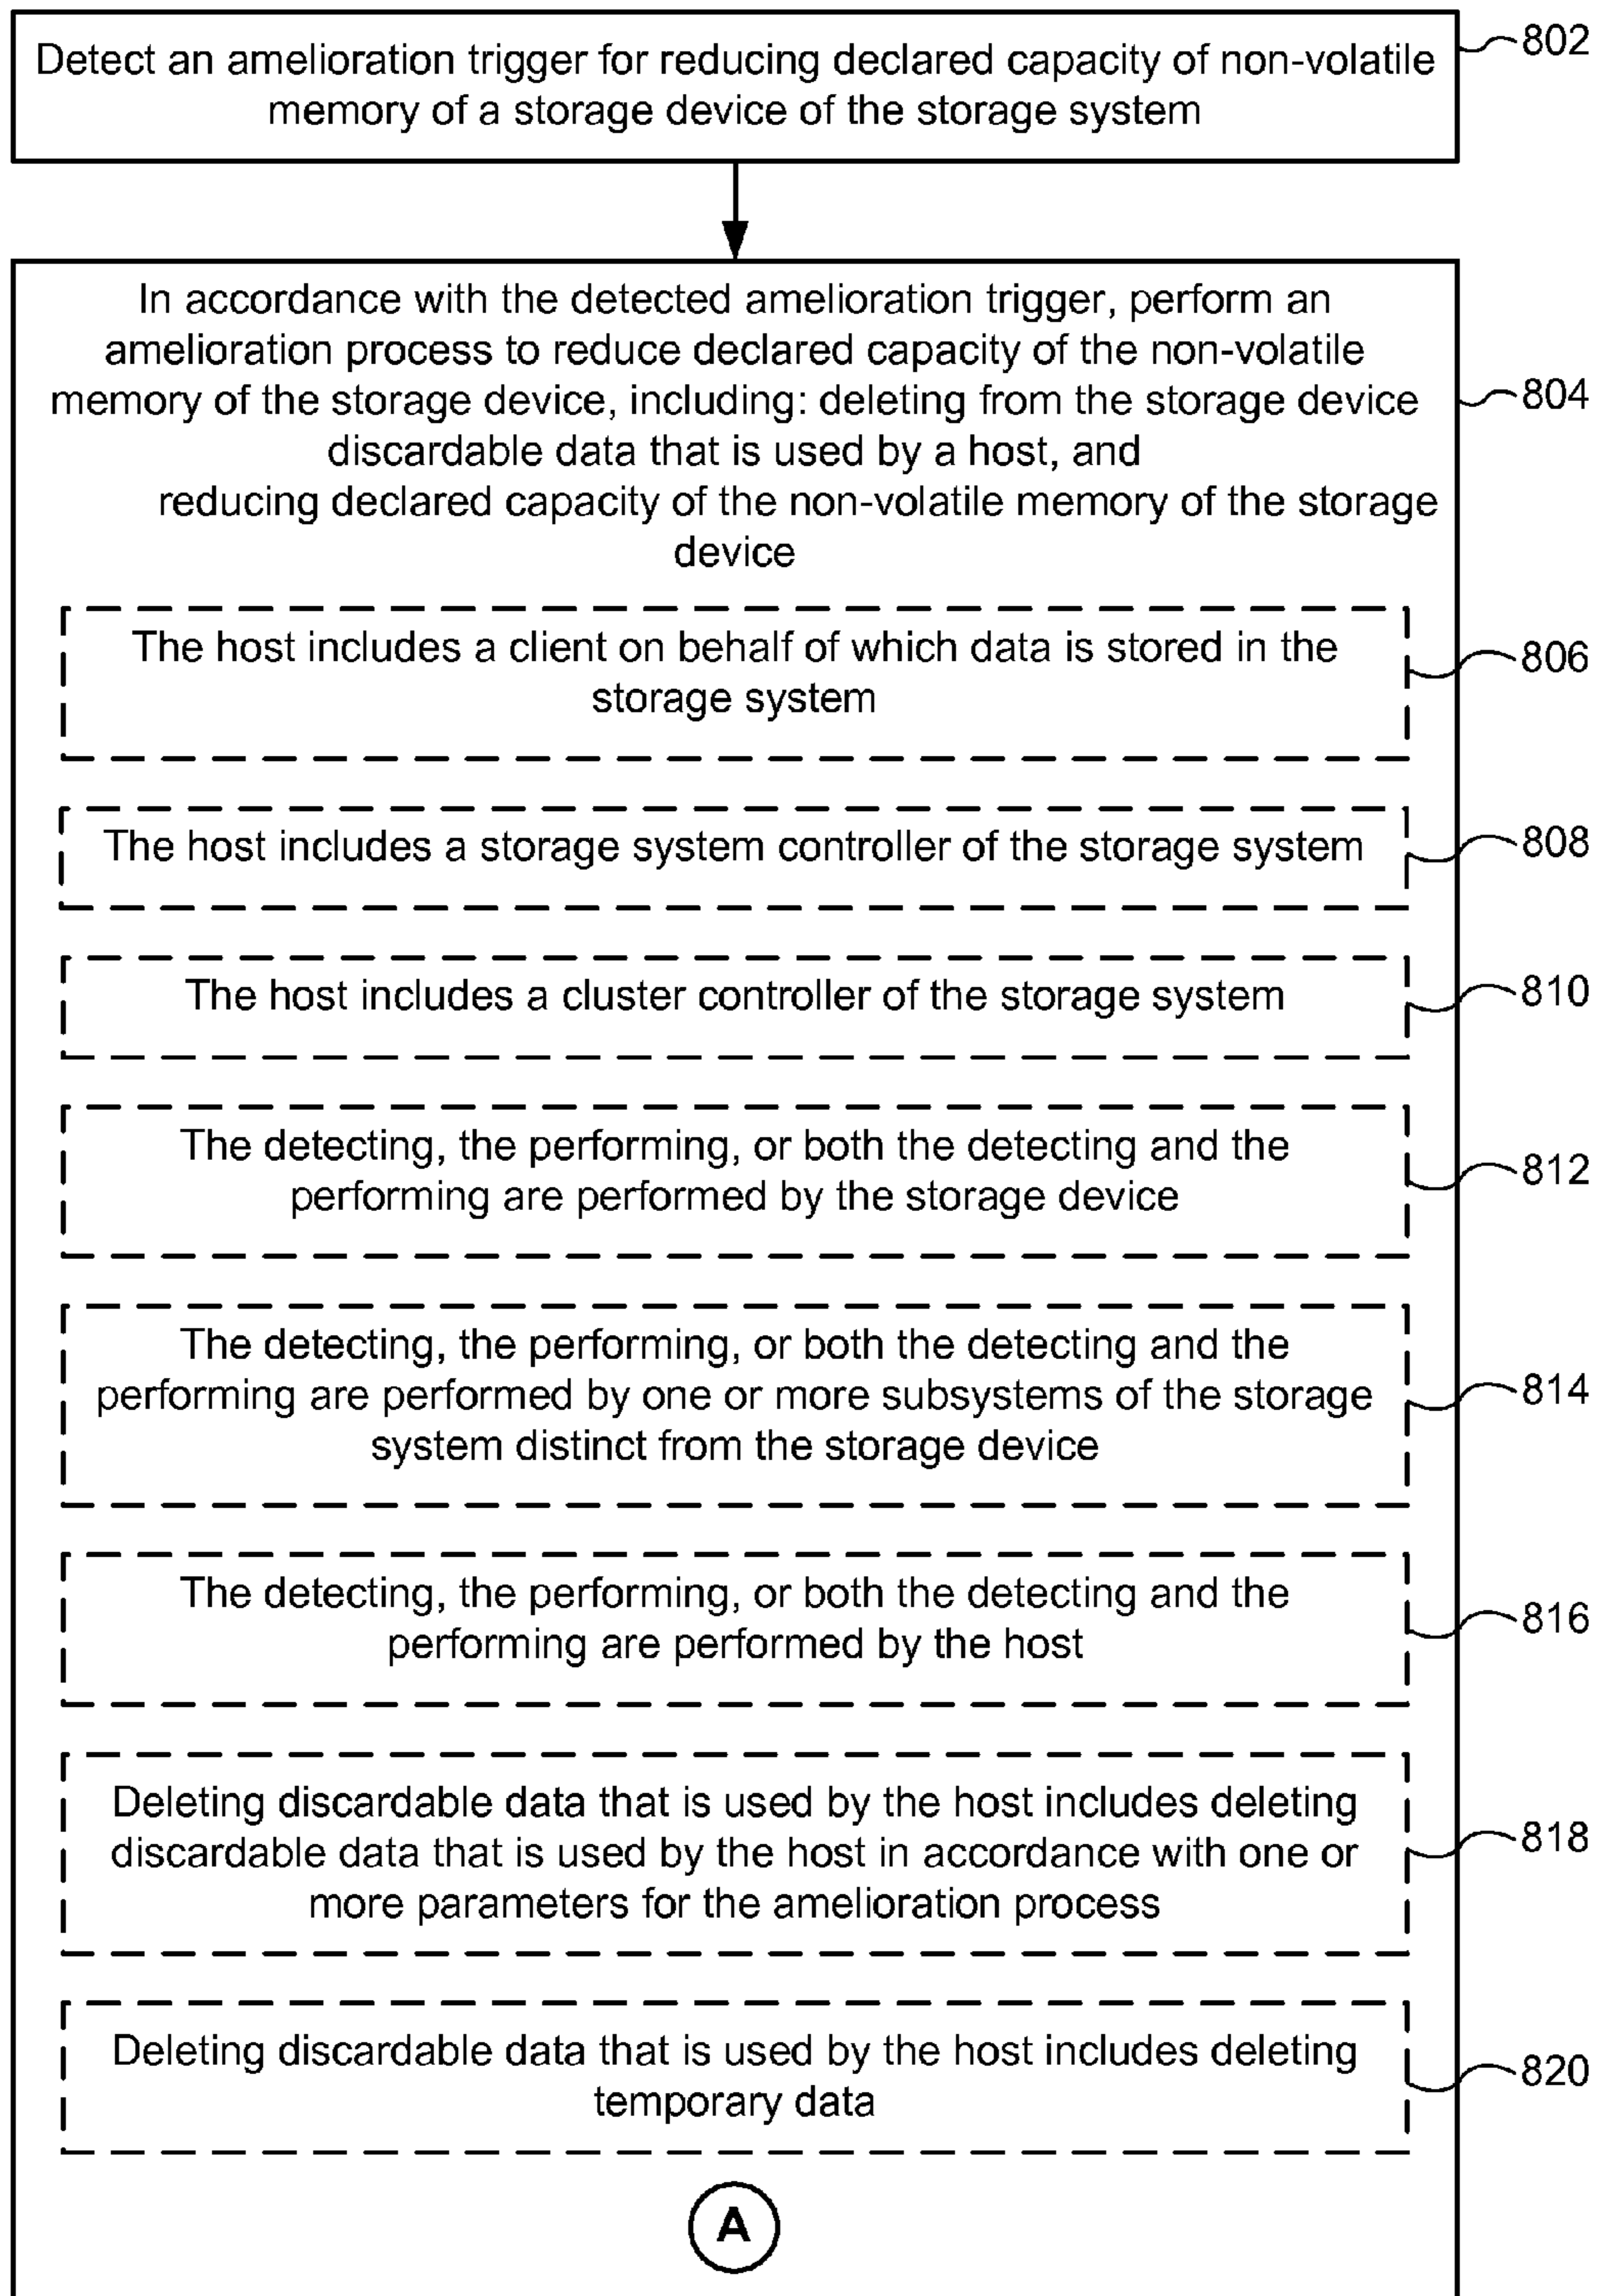 Detect an amelioration trigger for reducing declared capacity of non-volatile
memory of a storage device of the storage system
802
In accordance with the detected amelioration trigger, perform an
amelioration process to reduce declared capacity of the non-volatile
memory of the storage device, including: deleting from the storage device
discardable data that is used by a host, and
reducing declared capacity of the non-volatile memory of the storage
device
804
The host includes a client on behalf of which data is stored in the
storage system
806
The host includes a storage system controller of the storage system
808
The host includes a cluster controller of the storage system
810
The detecting, the performing, or both the detecting and the
performing are performed by the storage device
812
The detecting, the performing, or both the detecting and the
performing are performed by one or more subsystems of the storage
system distinct from the storage device
814
The detecting, the performing, or both the detecting and the
performing are performed by the host
816
Deleting discardable data that is used by the host includes deleting
discardable data that is used by the host in accordance with one or
more parameters for the amelioration process
818
Deleting discardable data that is used by the host includes deleting
temporary data
820
A